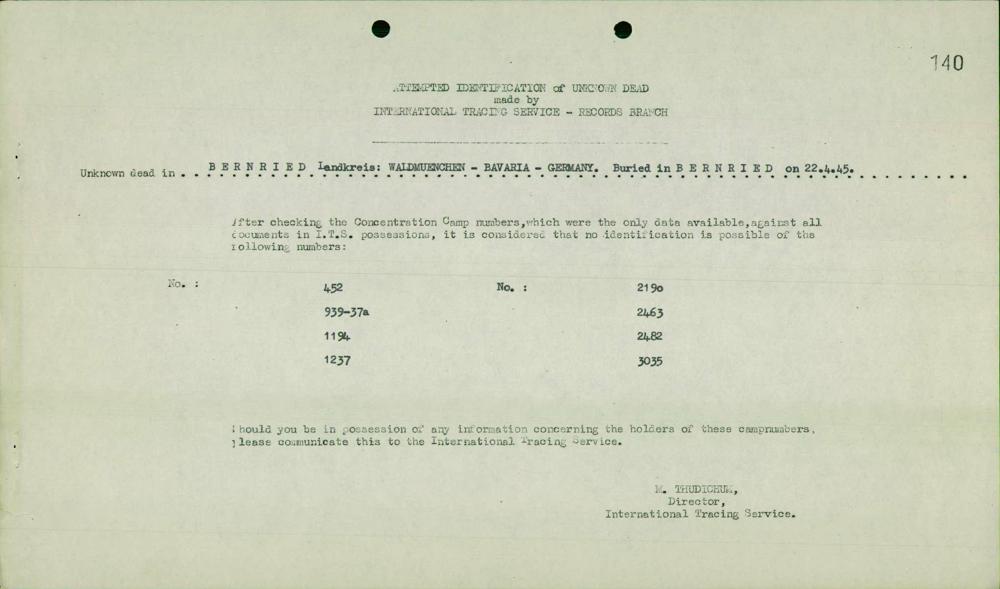 140
ATTEMPTED IDENTIFICATION of UNKNOWN DEAD
made by
INTERNATIONAL TRACING SERVICE - RECORDS BRANCH
Unknown dead in . . B E R N R I E D Landkreis: WALDMUENCHEN - BAVARIA - GERMANY. Buried in B E R N R I E D on 22.4.45.
After checking the Concentration Camp numbers,which were the only data available,against all
documents in I.T.S. possessions, it is considered that no identification is possible of the
following numbers:
No. : 452 No. : 2190
939-37a 2463
1194 2482
1237 3035
Should you be in possession of any information concerning the holders of these campnumbers,
please communicate this to the International Tracing Service.
M. THUDICHUM,
Director,
International Tracing Service.